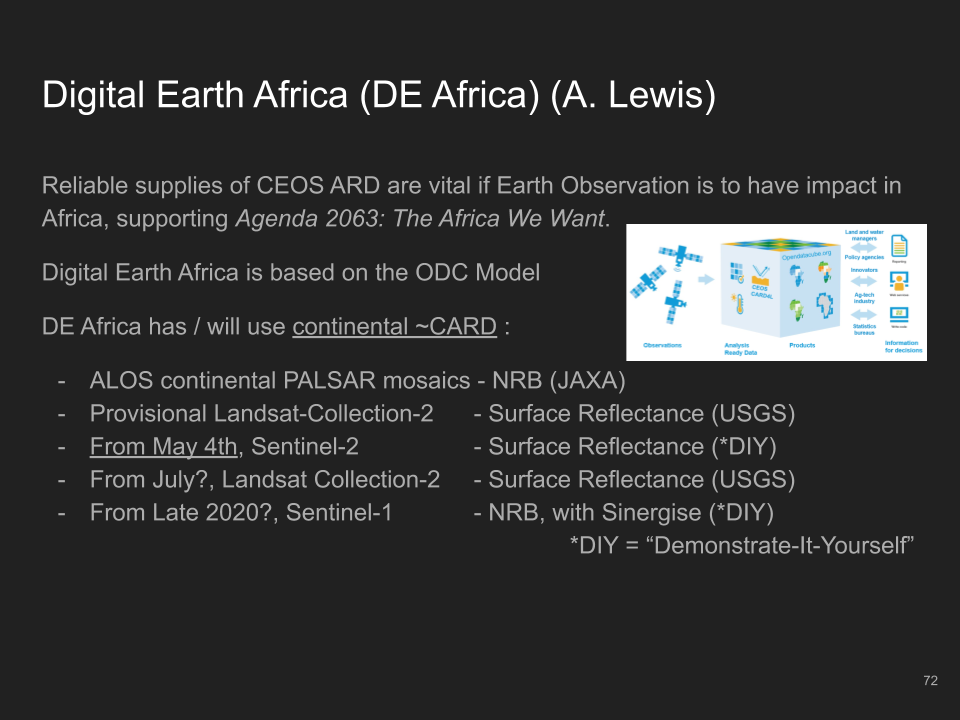 Digital Earth Africa (DE Africa) (A. Lewis)
Reliable supplies of CEOS ARD are vital if Earth Observation is to have impact in
Africa, supporting Agenda 2063: The Africa We Want.
Digital Earth Africa is based on the ODC Model
DE Africa has / will use continental ~CARD :
- ALOS continental PALSAR mosaics - NRB (JAXA)
- Provisional Landsat-Collection-2 - Surface Reflectance (USGS)
- From May 4th, Sentinel-2 - Surface Reflectance (*DIY)
- From July?, Landsat Collection-2 - Surface Reflectance (USGS)
- From Late 2020?, Sentinel-1 - NRB, with Sinergise (*DIY)
*DIY = “Demonstrate-It-Yourself”
Opendatacube.org
CEOS
CARD4L
Observations
Analysis
Ready Data
Products
Land and water
managers
Policy agencies
Innovators
Ag-tech
industry
Statistics
bureaus
Reporting
Web services
Write code
Information
for decisions
72